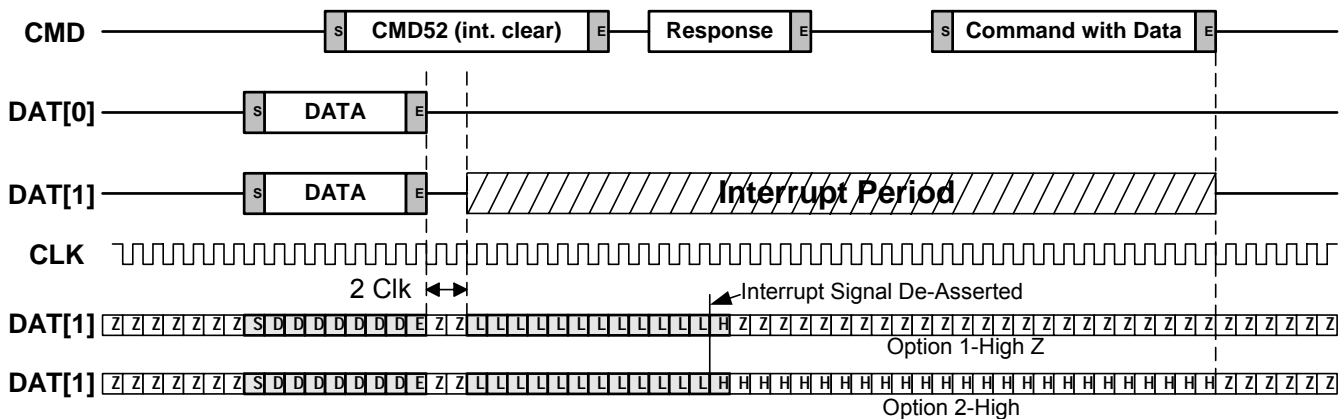 CMD S CMD52 (int. clear) E Response E S Command with Data E
DAT[0] S DATA E
DAT[1] S DATA E Interrupt Period
CLK
2 Clk Interrupt Signal De-Asserted
DAT[1] Z Z Z Z Z Z Z S D D D D D D D E Z Z L L L L L L L L L L L L H Z Z Z Z Z Z Z Z Z Z Z Z Z Z Z Z Z Z Z Z Z Z Z Z Z Z Z Z Z Z
Option 1-High Z
DAT[1] Z Z Z Z Z Z Z S D D D D D D D E Z Z L L L L L L L L L L L L H H H H H H H H H H H H H H H H H H H H H H H H H Z Z Z Z Z Z
Option 2-High